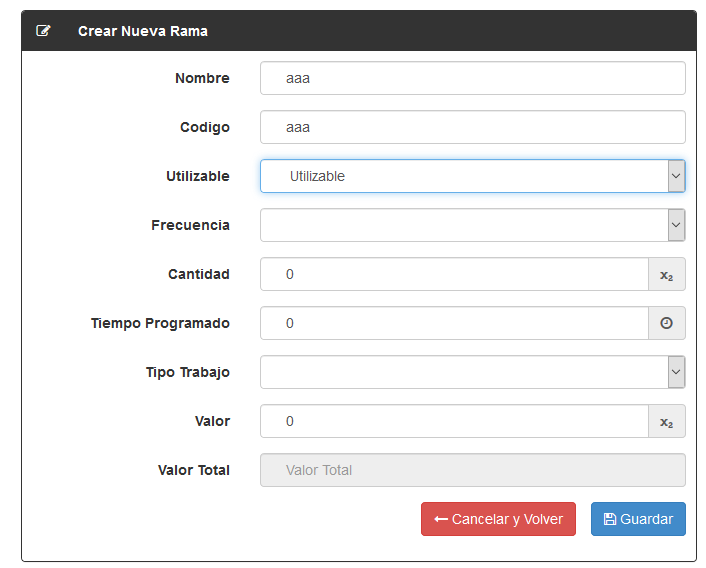 Crear Nueva Rama
Nombre aaa
Codigo aaa
Utilizable Utilizable
Frecuencia
Cantidad 0 x₂
Tiempo Programado 0
Tipo Trabajo
Valor 0 x₂
Valor Total Valor Total
Cancelar y Volver Guardar